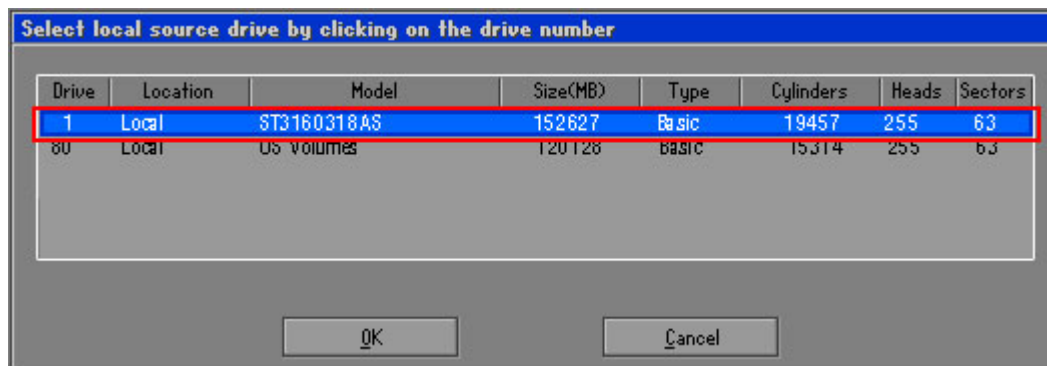 Select local source drive by clicking on the drive number
Drive Location Model Size(MB) Type Cylinders Heads Sectors
1 Local ST3160318AS 152627 Basic 19457 255 63
80 Local OS Volumes 120128 Basic 15314 255 63
OK Cancel